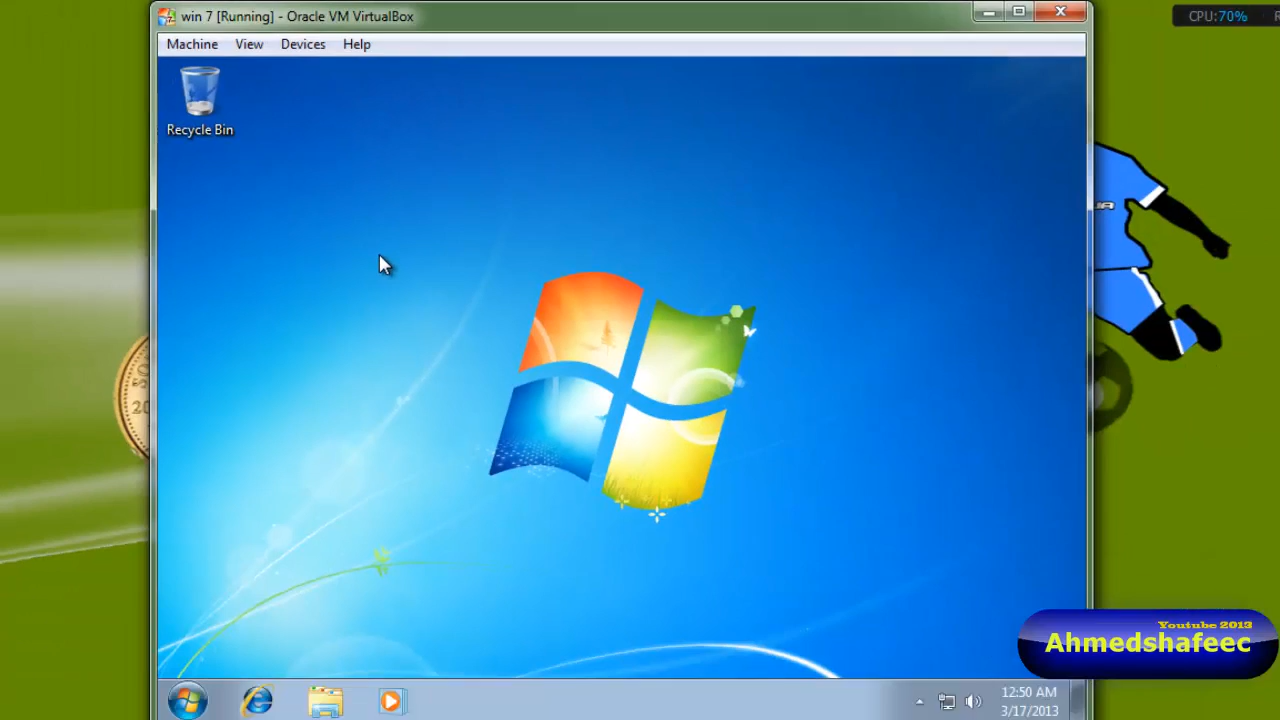 win 7 [Running] - Oracle VM VirtualBox
CPU:70%
Machine View Devices Help
Recycle Bin
Youtube 2013
Ahmedshafeec
12:50 AM
3/17/2013